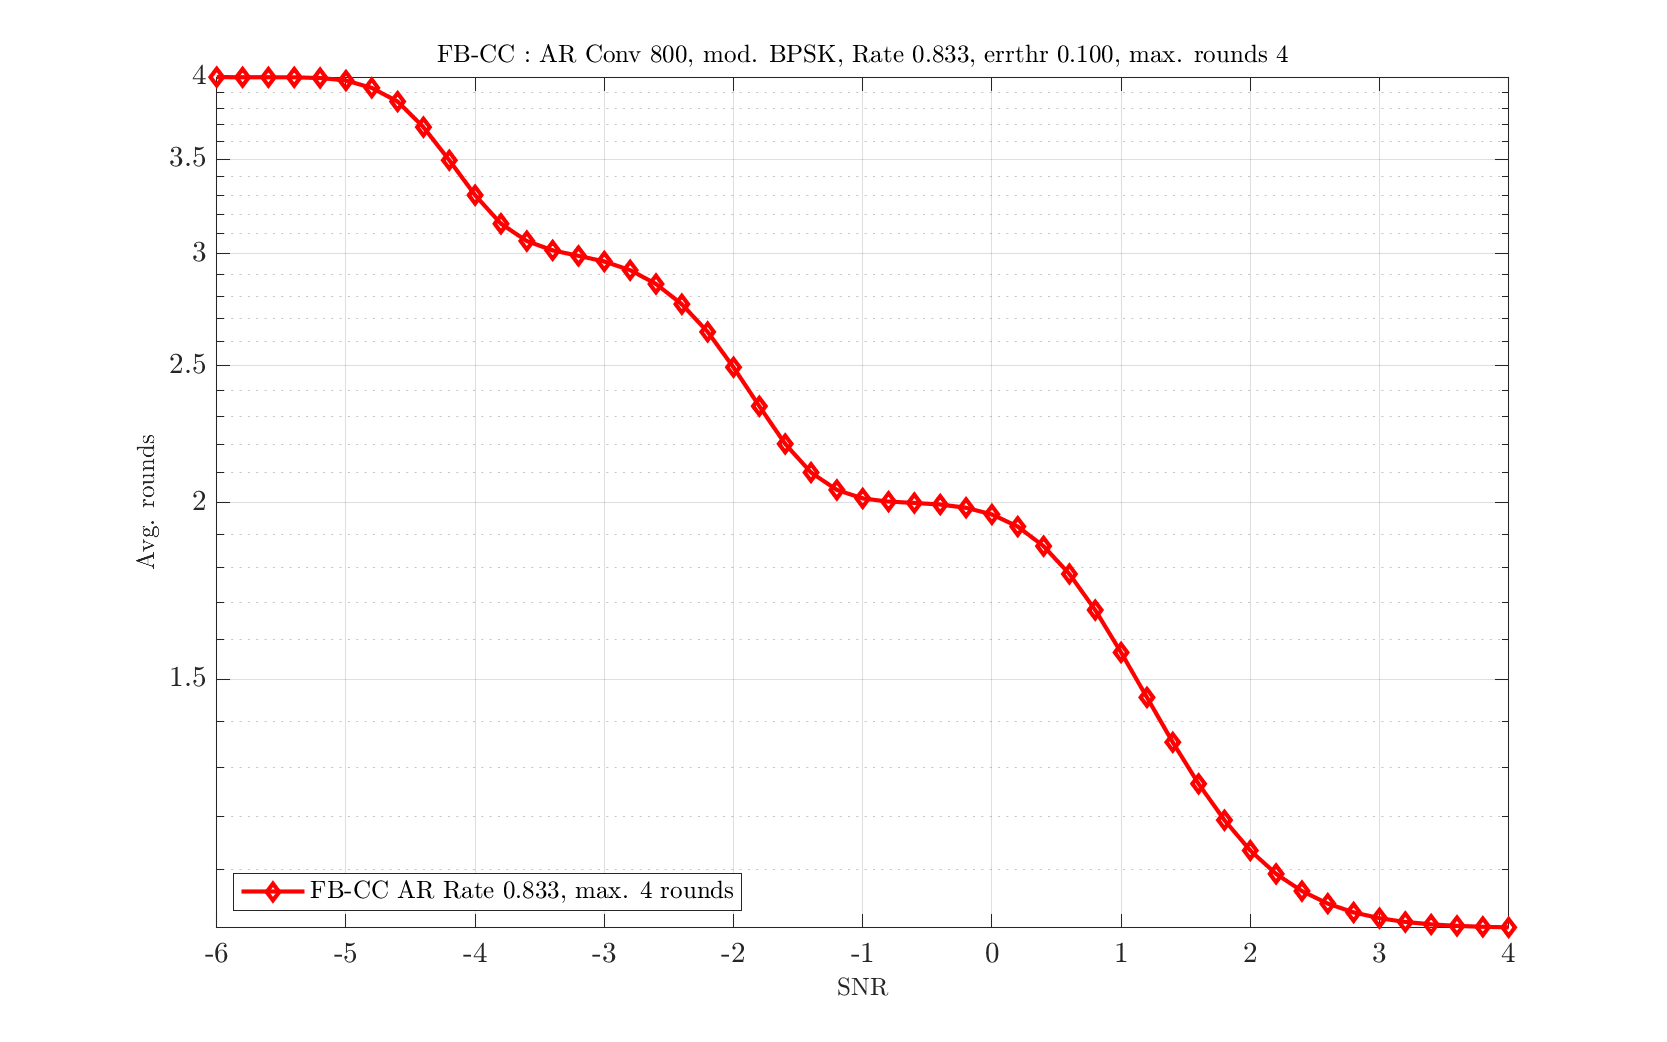 FB-CC : AR Conv 800, mod. BPSK, Rate 0.833, errthr 0.100, max. rounds 4
4
3.5
3
2.5
2
1.5
Avg. rounds
FB-CC AR Rate 0.833, max. 4 rounds
-6 -5 -4 -3 -2 -1 0 1 2 3 4
SNR